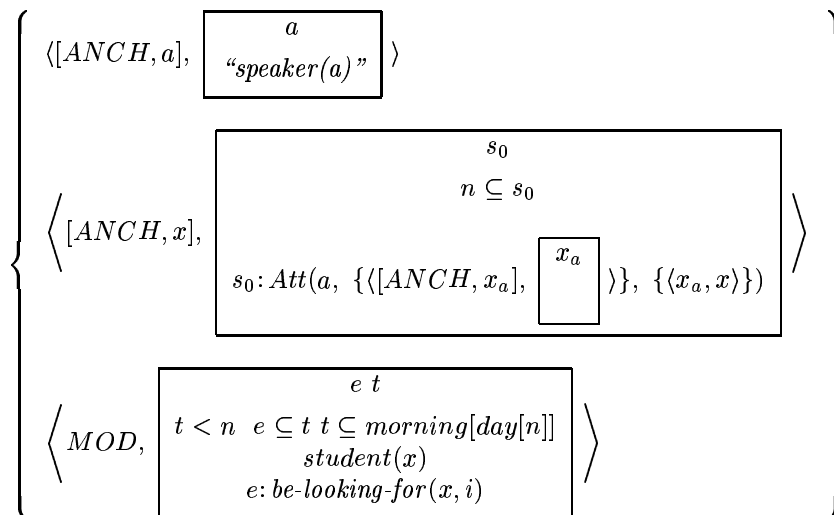 ⟨[ANCH, a],
a
“speaker(a)”
⟩
⟨[ANCH, x],
s₀
n ⊆ s₀
s₀: Att(a, {⟨[ANCH, xₐ],
xₐ
⟩}, {⟨xₐ, x⟩})
⟩
⟨MOD,
e t
t < n e ⊆ t t ⊆ morning[day[n]]
student(x)
e: be-looking-for(x, i)
⟩